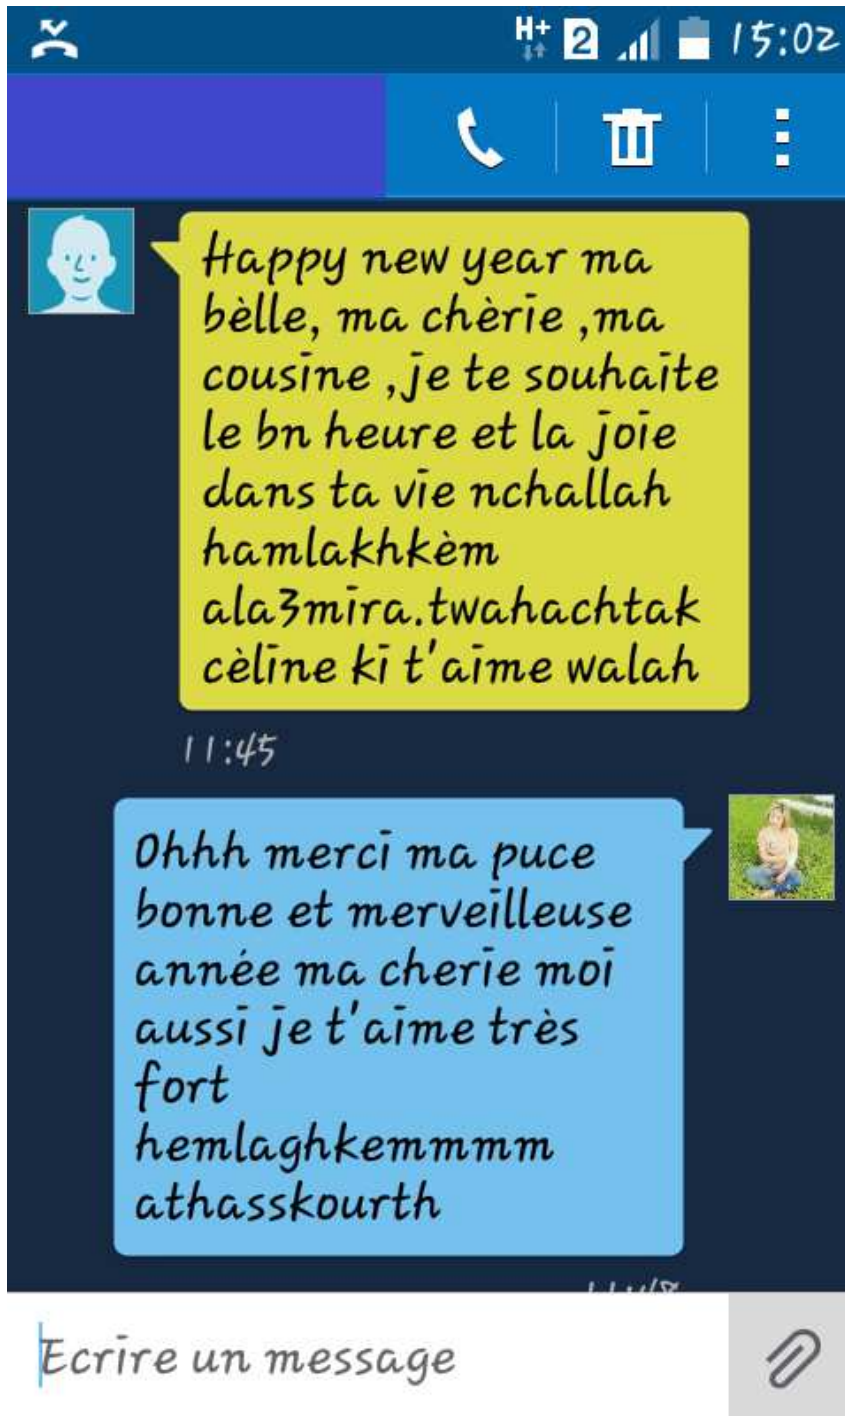 H+ 2 15:02
Happy new year ma
bèlle, ma chèrie ,ma
cousine ,je te souhaite
le bn heure et la joie
dans ta vie nchallah
hamlakhkèm
ala3mira.twahachtak
cèline ki t'aime walah
11:45
Ohhh merci ma puce
bonne et merveilleuse
année ma cherie moi
aussi je t'aime très
fort
hemlaghkemmmm
athasskourth
Ecrire un message